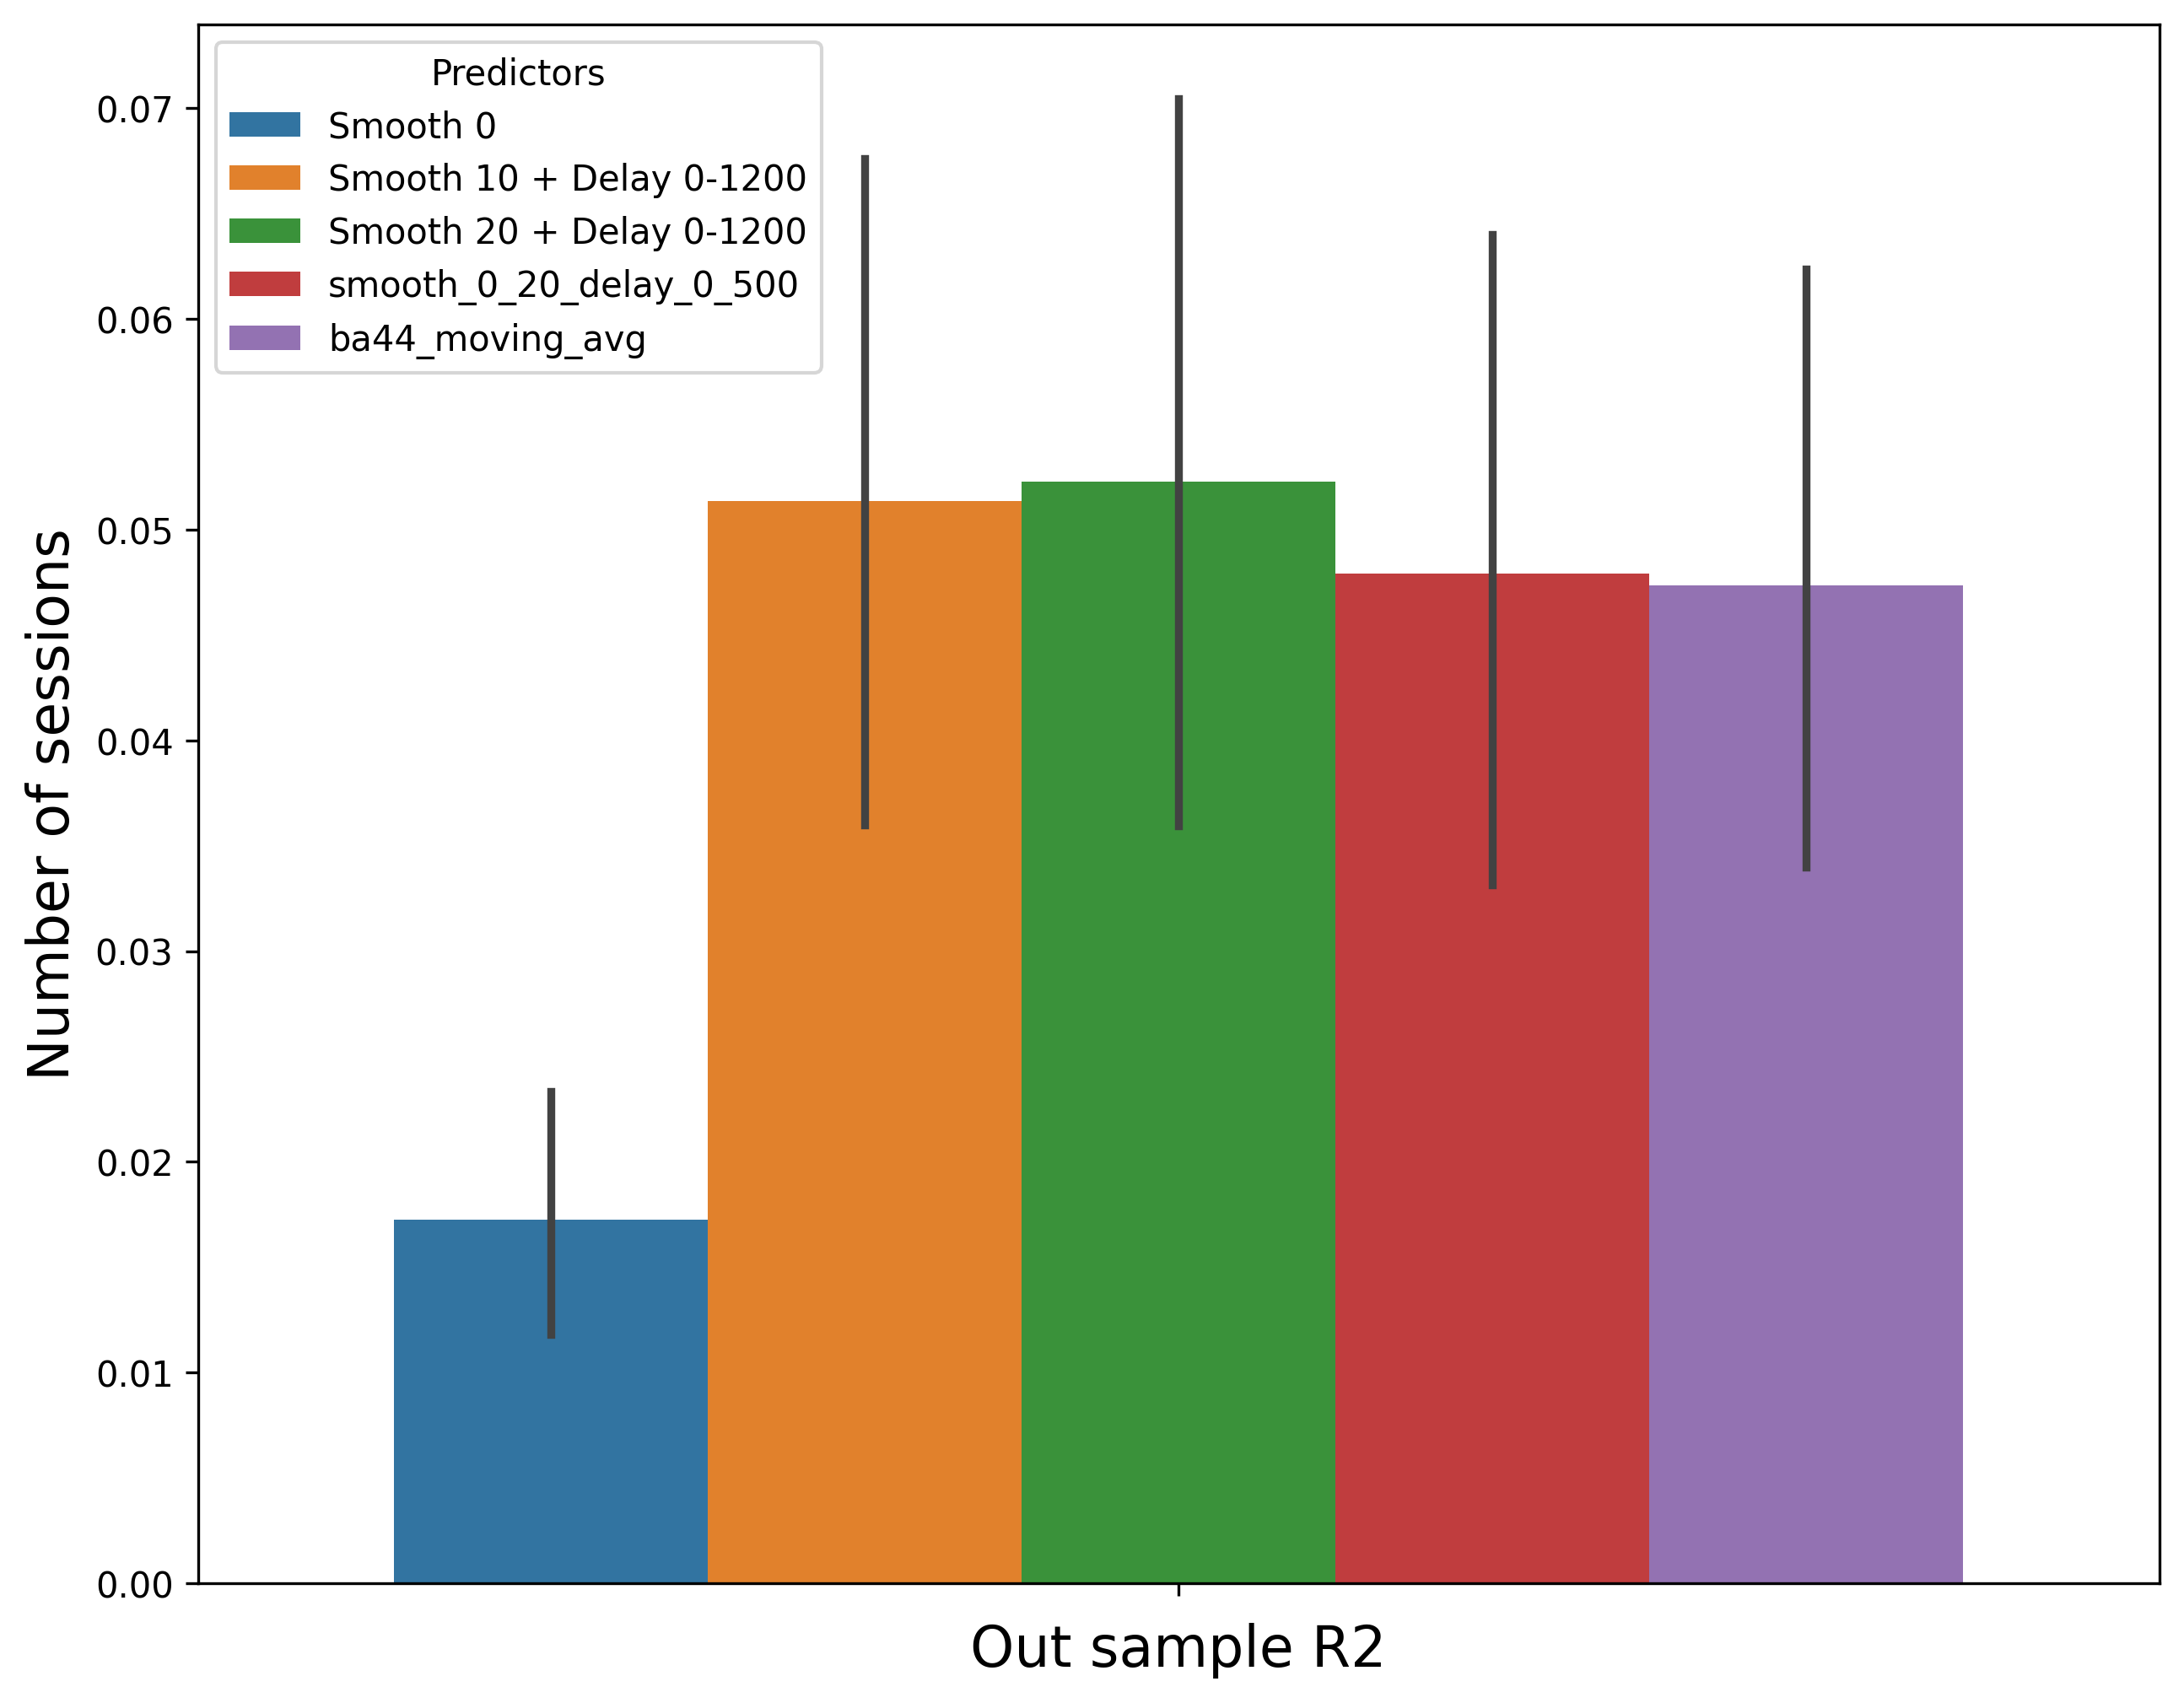 Predictors
Smooth 0
Smooth 10 + Delay 0-1200
Smooth 20 + Delay 0-1200
smooth_0_20_delay_0_500
ba44_moving_avg
Number of sessions
0.07
0.06
0.05
0.04
0.03
0.02
0.01
0.00
Out sample R2